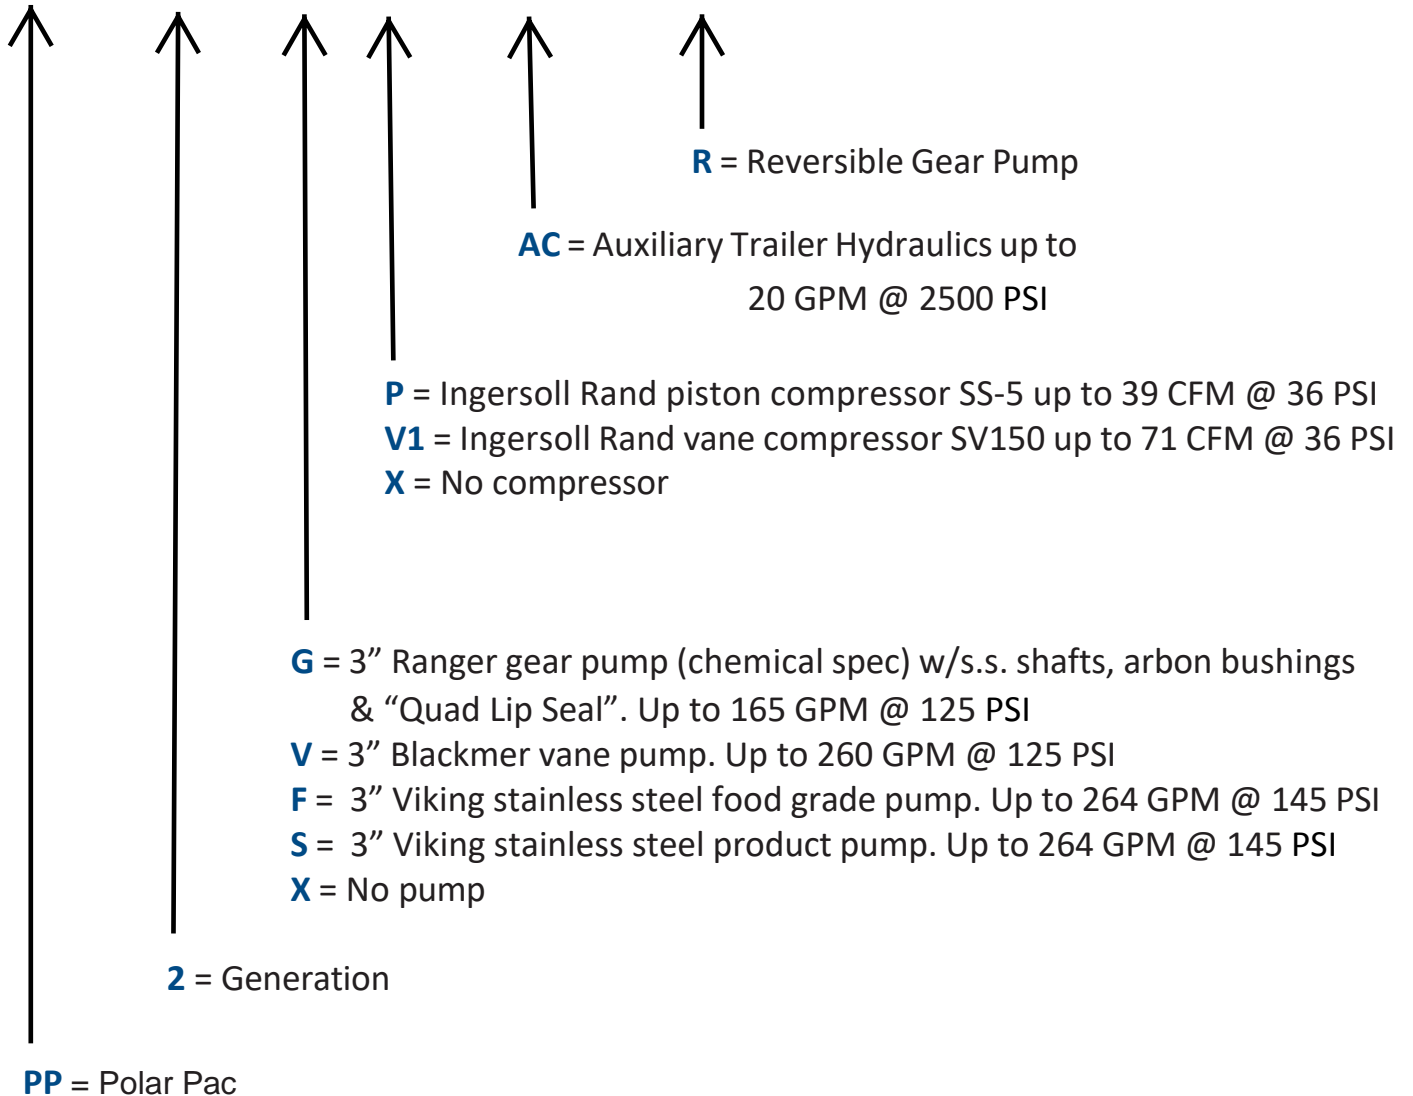 R = Reversible Gear Pump
AC = Auxiliary Trailer Hydraulics up to
20 GPM @ 2500 PSI
P = Ingersoll Rand piston compressor SS-5 up to 39 CFM @ 36 PSI
V1 = Ingersoll Rand vane compressor SV150 up to 71 CFM @ 36 PSI
X = No compressor
G = 3” Ranger gear pump (chemical spec) w/s.s. shafts, arbon bushings
& “Quad Lip Seal”. Up to 165 GPM @ 125 PSI
V = 3” Blackmer vane pump. Up to 260 GPM @ 125 PSI
F = 3” Viking stainless steel food grade pump. Up to 264 GPM @ 145 PSI
S = 3” Viking stainless steel product pump. Up to 264 GPM @ 145 PSI
X = No pump
2 = Generation
PP = Polar Pac